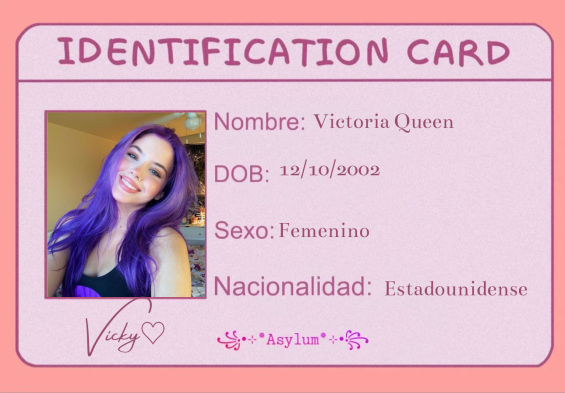 IDENTIFICATION CARD
Nombre: Victoria Queen
DOB: 12/10/2002
Sexo: Femenino
Nacionalidad: Estadounidense
Vicky♡
꧁•⊹٭Asylum٭⊹•꧂